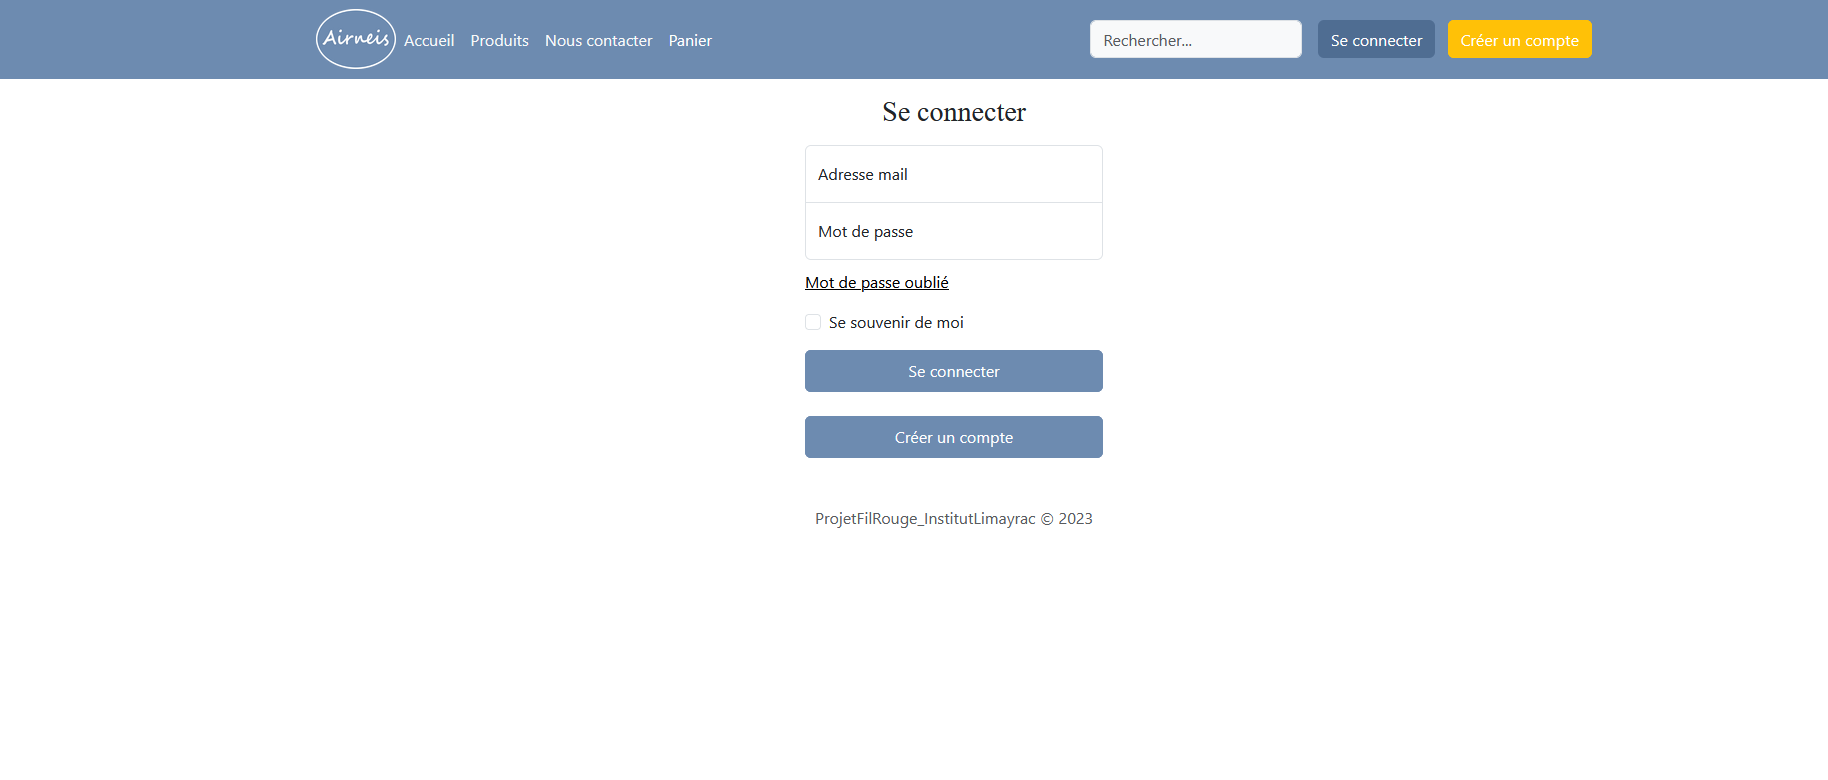 Airneis Accueil Produits Nous contacter Panier Rechercher... Se connecter Créer un compte
Se connecter
Adresse mail
Mot de passe
Mot de passe oublié
Se souvenir de moi
Se connecter
Créer un compte
ProjetFilRouge_InstitutLimayrac © 2023